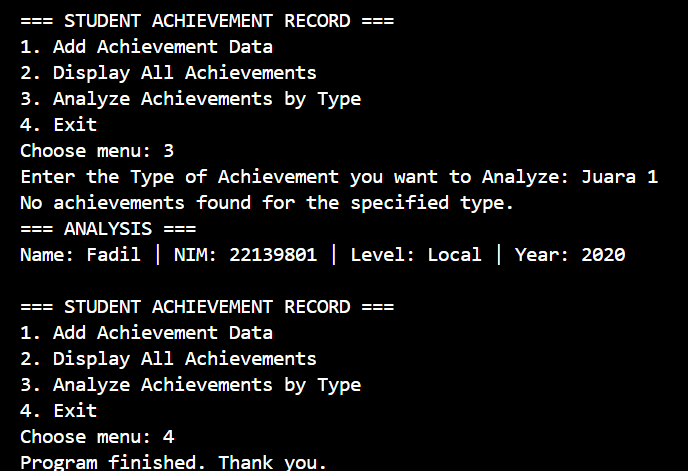 === STUDENT ACHIEVEMENT RECORD ===
1. Add Achievement Data
2. Display All Achievements
3. Analyze Achievements by Type
4. Exit
Choose menu: 3
Enter the Type of Achievement you want to Analyze: Juara 1
No achievements found for the specified type.
=== ANALYSIS ===
Name: Fadil | NIM: 22139801 | Level: Local | Year: 2020
=== STUDENT ACHIEVEMENT RECORD ===
1. Add Achievement Data
2. Display All Achievements
3. Analyze Achievements by Type
4. Exit
Choose menu: 4
Program finished. Thank you.